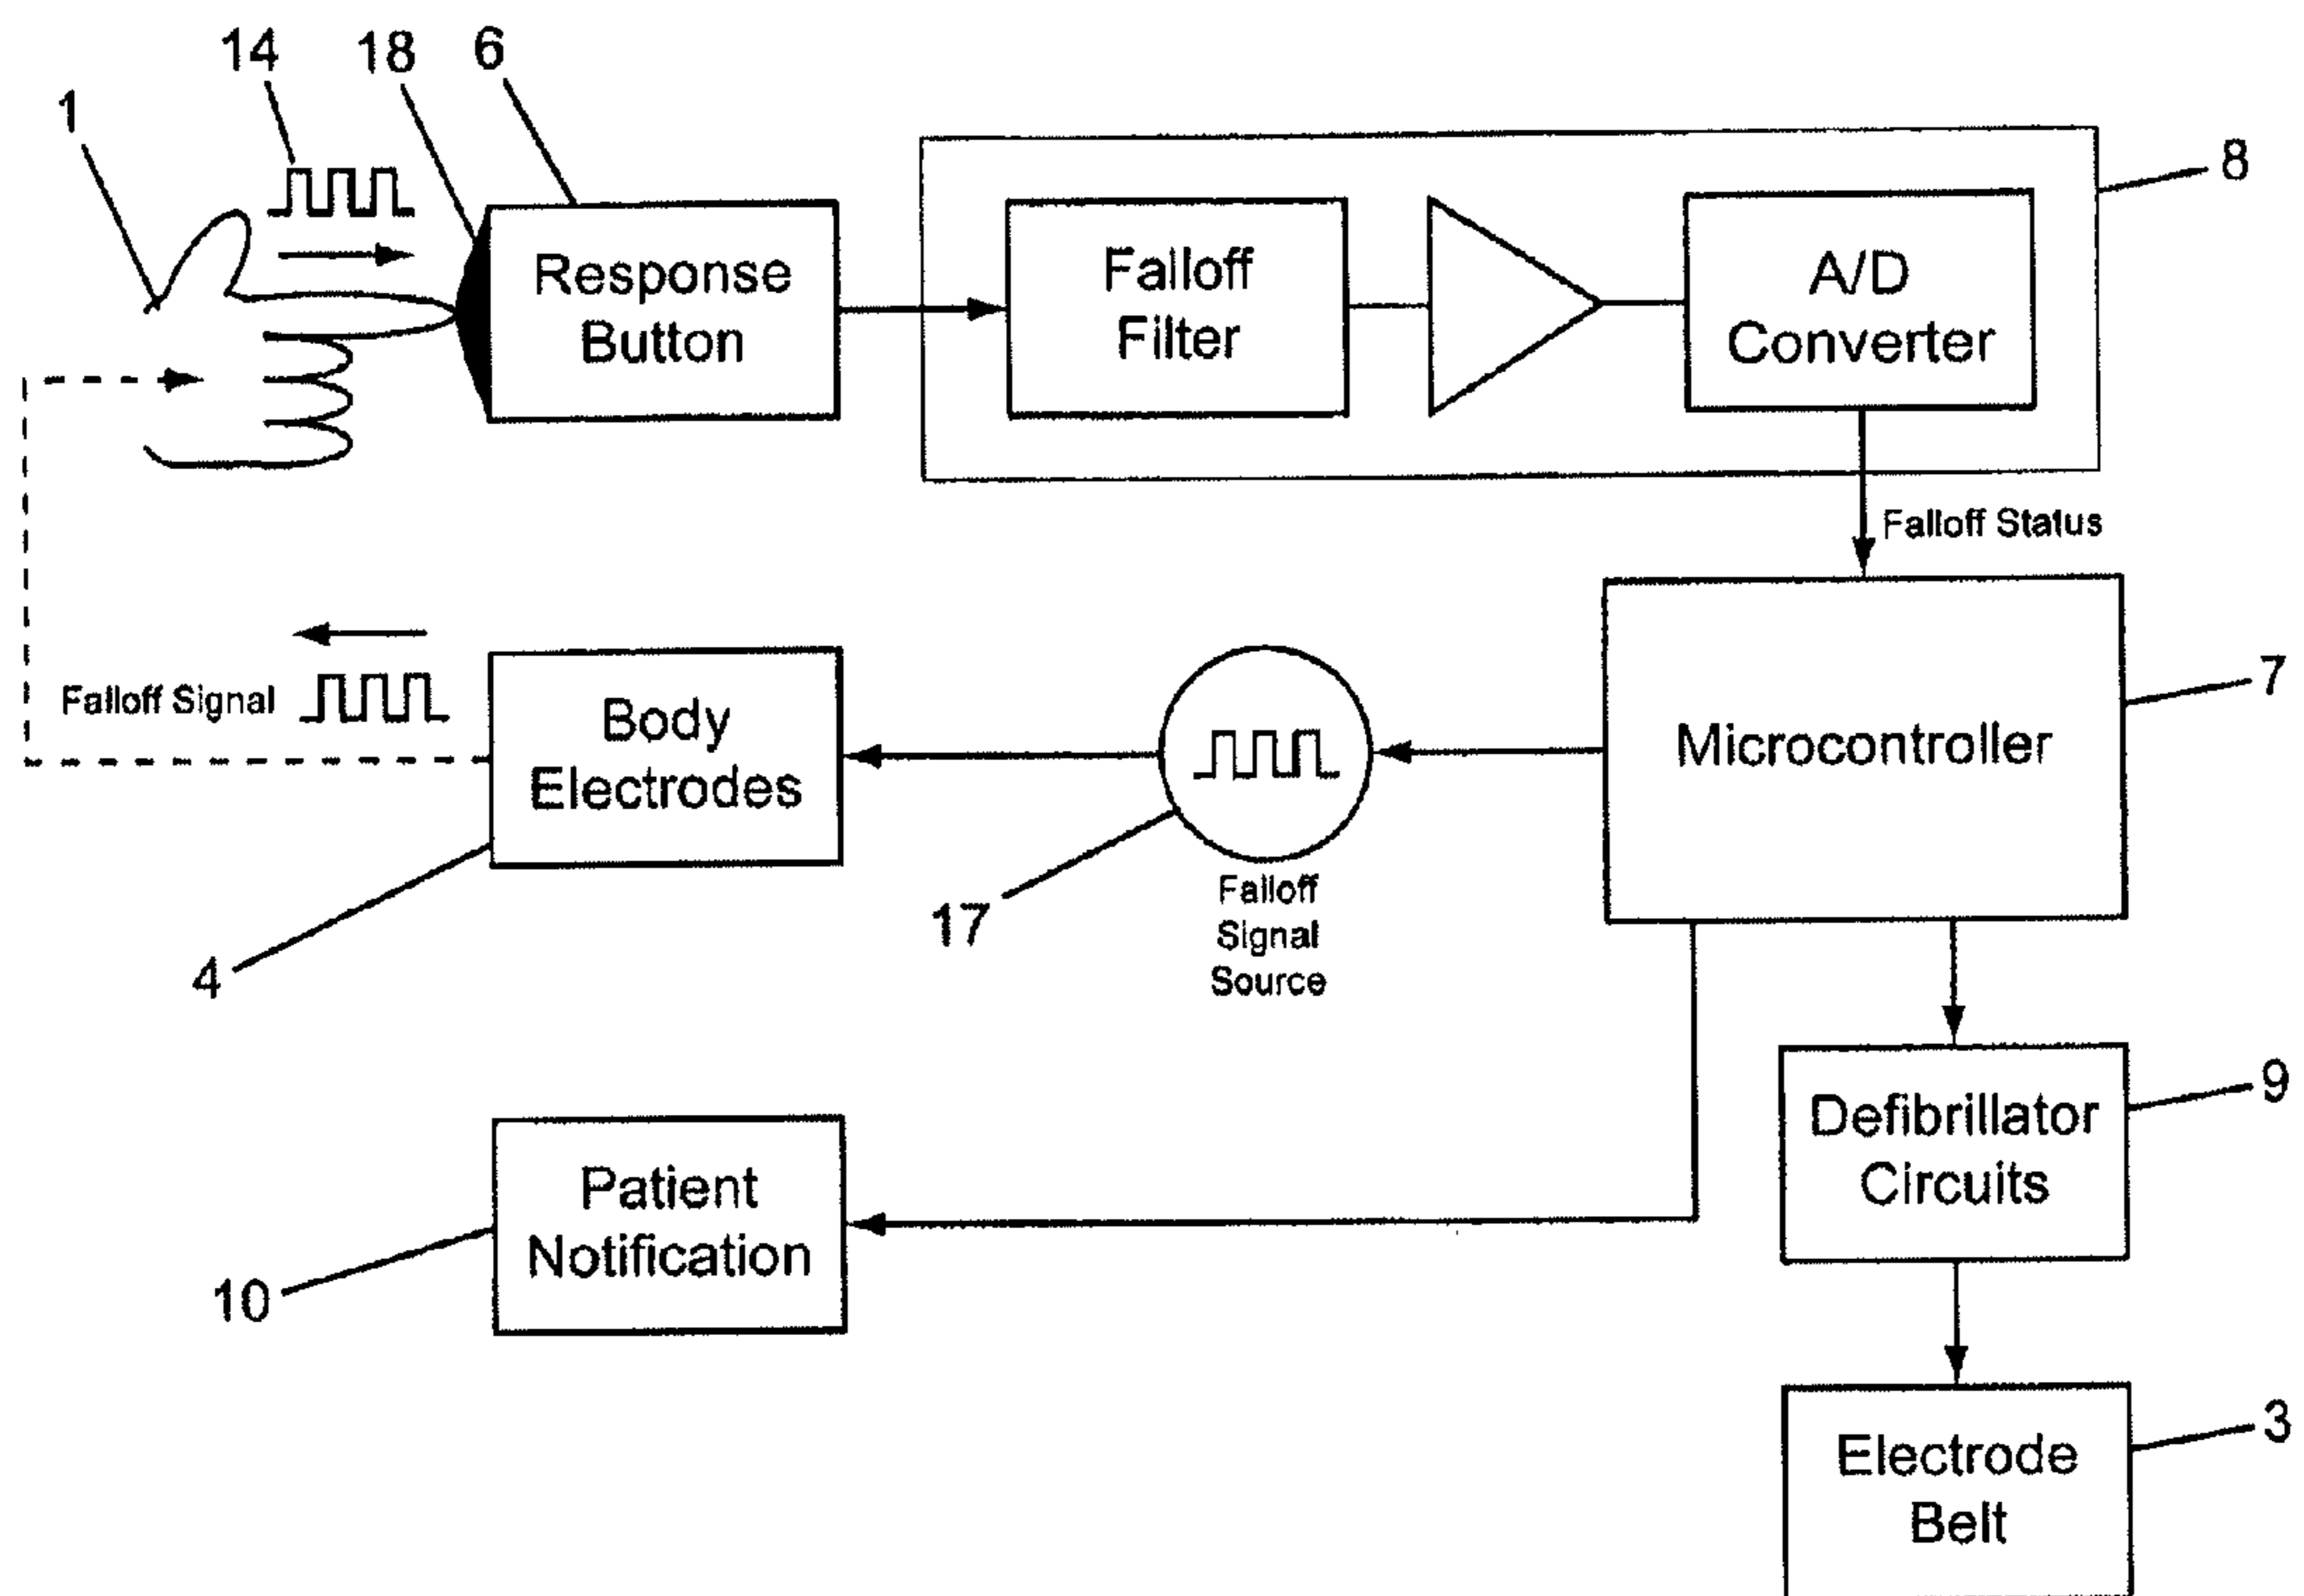 14
18
6
1
8
Response
Button
Falloff
Filter
A/D
Converter
Falloff Status
7
Falloff Signal
Body
Electrodes
Microcontroller
17
Falloff
Signal
Source
4
9
Defibrillator
Circuits
Patient
Notification
10
3
Electrode
Belt